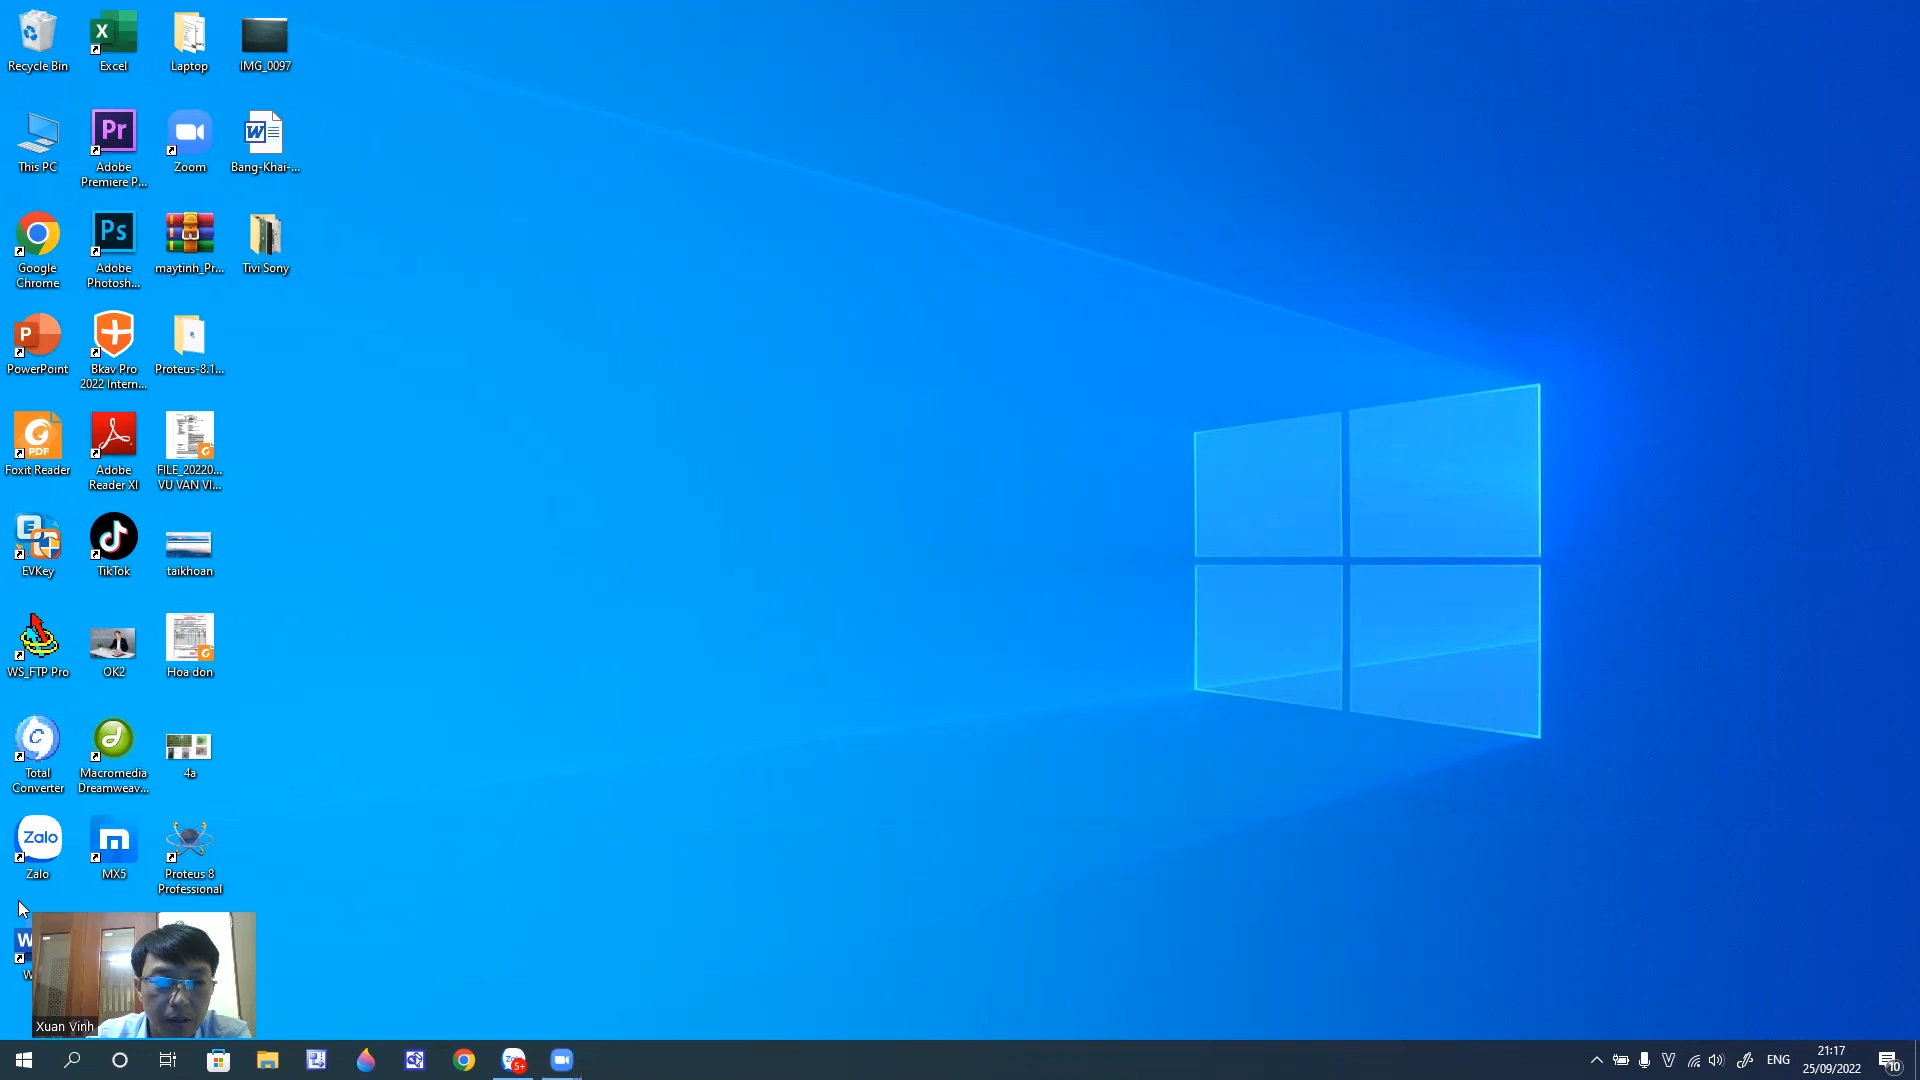 Recycle Bin
Excel
Laptop
IMG_0097
This PC
Adobe
Premiere P...
Zoom
Bang-Khai-...
Google
Chrome
Adobe
Photosh...
maytinh_Pr...
Tivi Sony
PowerPoint
Bkav Pro
2022 Intern...
Proteus-8.1...
Foxit Reader
Adobe
Reader XI
FILE_20220...
VU VAN VI...
EVKey
TikTok
taikhoan
WS_FTP Pro
OK2
Hoa don
Total
Converter
Macromedia
Dreamweav...
4a
Zalo
Zalo
MX5
Proteus 8
Professional
W
Xuan Vinh
5+
ENG
21:17
25/09/2022
10